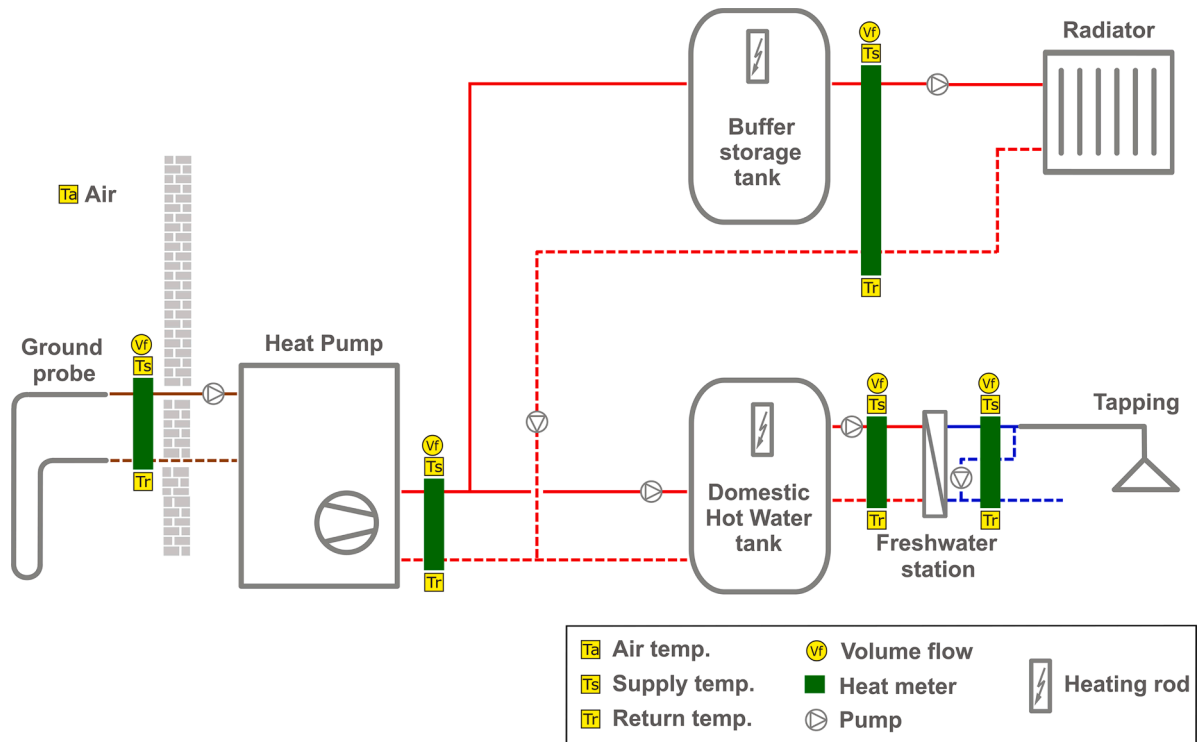 Vf
Ts
Radiator
Buffer
storage
tank
Ta Air
Tr
Ground
probe
Vf
Ts
Heat Pump
Tr
Vf
Ts
Tr
Vf
Ts
Vf
Ts
Tapping
Domestic
Hot Water
tank
Tr
Tr
Freshwater
station
Ta Air temp.
Ts Supply temp.
Tr Return temp.
Vf Volume flow
Heat meter
Pump
Heating rod